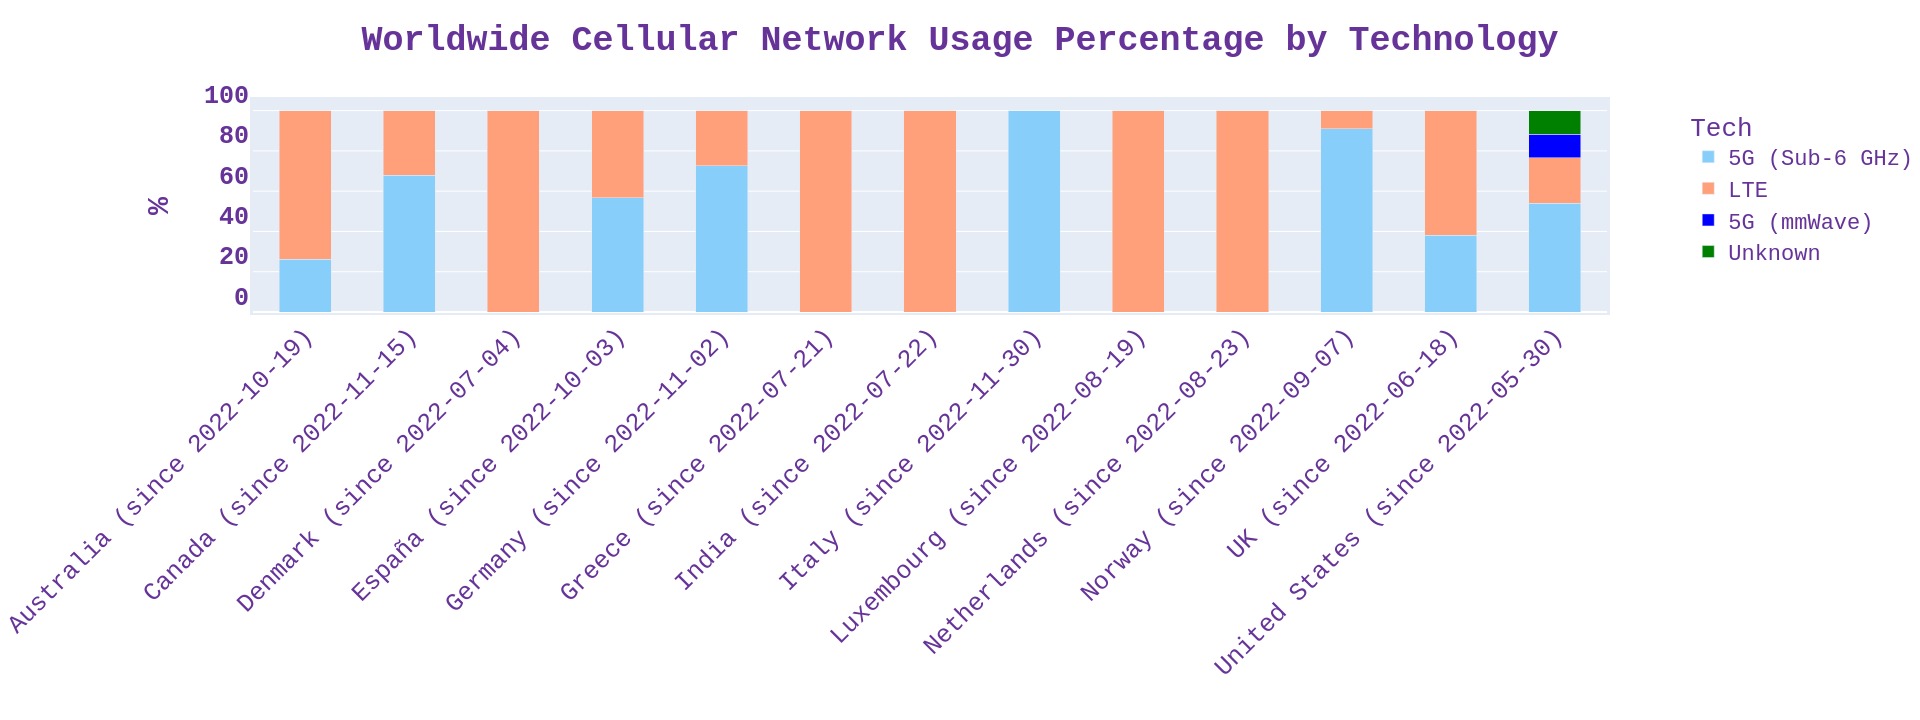 Worldwide Cellular Network Usage Percentage by Technology
100
80
60
40
20
0
%
Tech
5G (Sub-6 GHz)
LTE
5G (mmWave)
Unknown
Australia (since 2022-10-19)
Canada (since 2022-11-15)
Denmark (since 2022-07-04)
España (since 2022-10-03)
Germany (since 2022-11-02)
Greece (since 2022-07-21)
India (since 2022-07-22)
Italy (since 2022-11-30)
Luxembourg (since 2022-08-19)
Netherlands (since 2022-08-23)
Norway (since 2022-09-07)
UK (since 2022-06-18)
United States (since 2022-05-30)